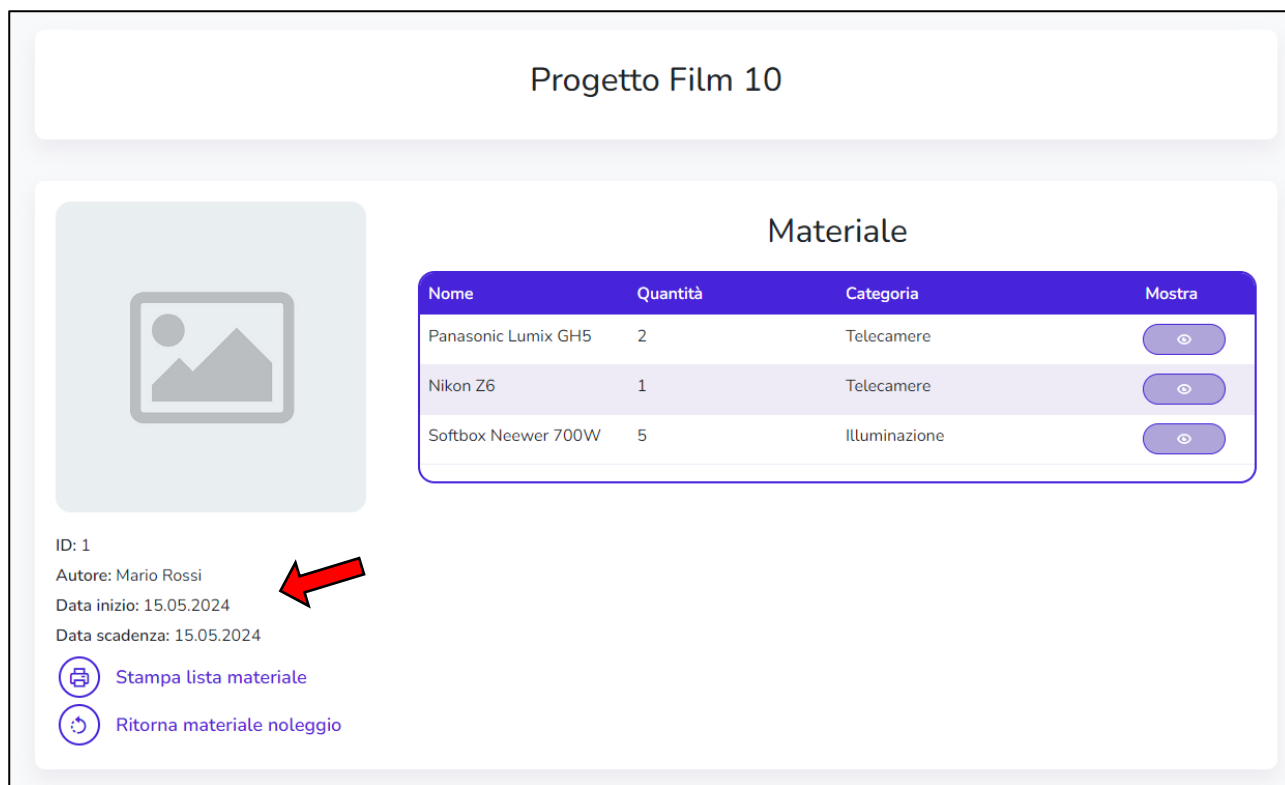 Progetto Film 10
Materiale
Nome Quantità Categoria Mostra
Panasonic Lumix GH5 2 Telecamere
Nikon Z6 1 Telecamere
Softbox Neewer 700W 5 Illuminazione
ID: 1
Autore: Mario Rossi
Data inizio: 15.05.2024
Data scadenza: 15.05.2024
Stampa lista materiale
Ritorna materiale noleggio